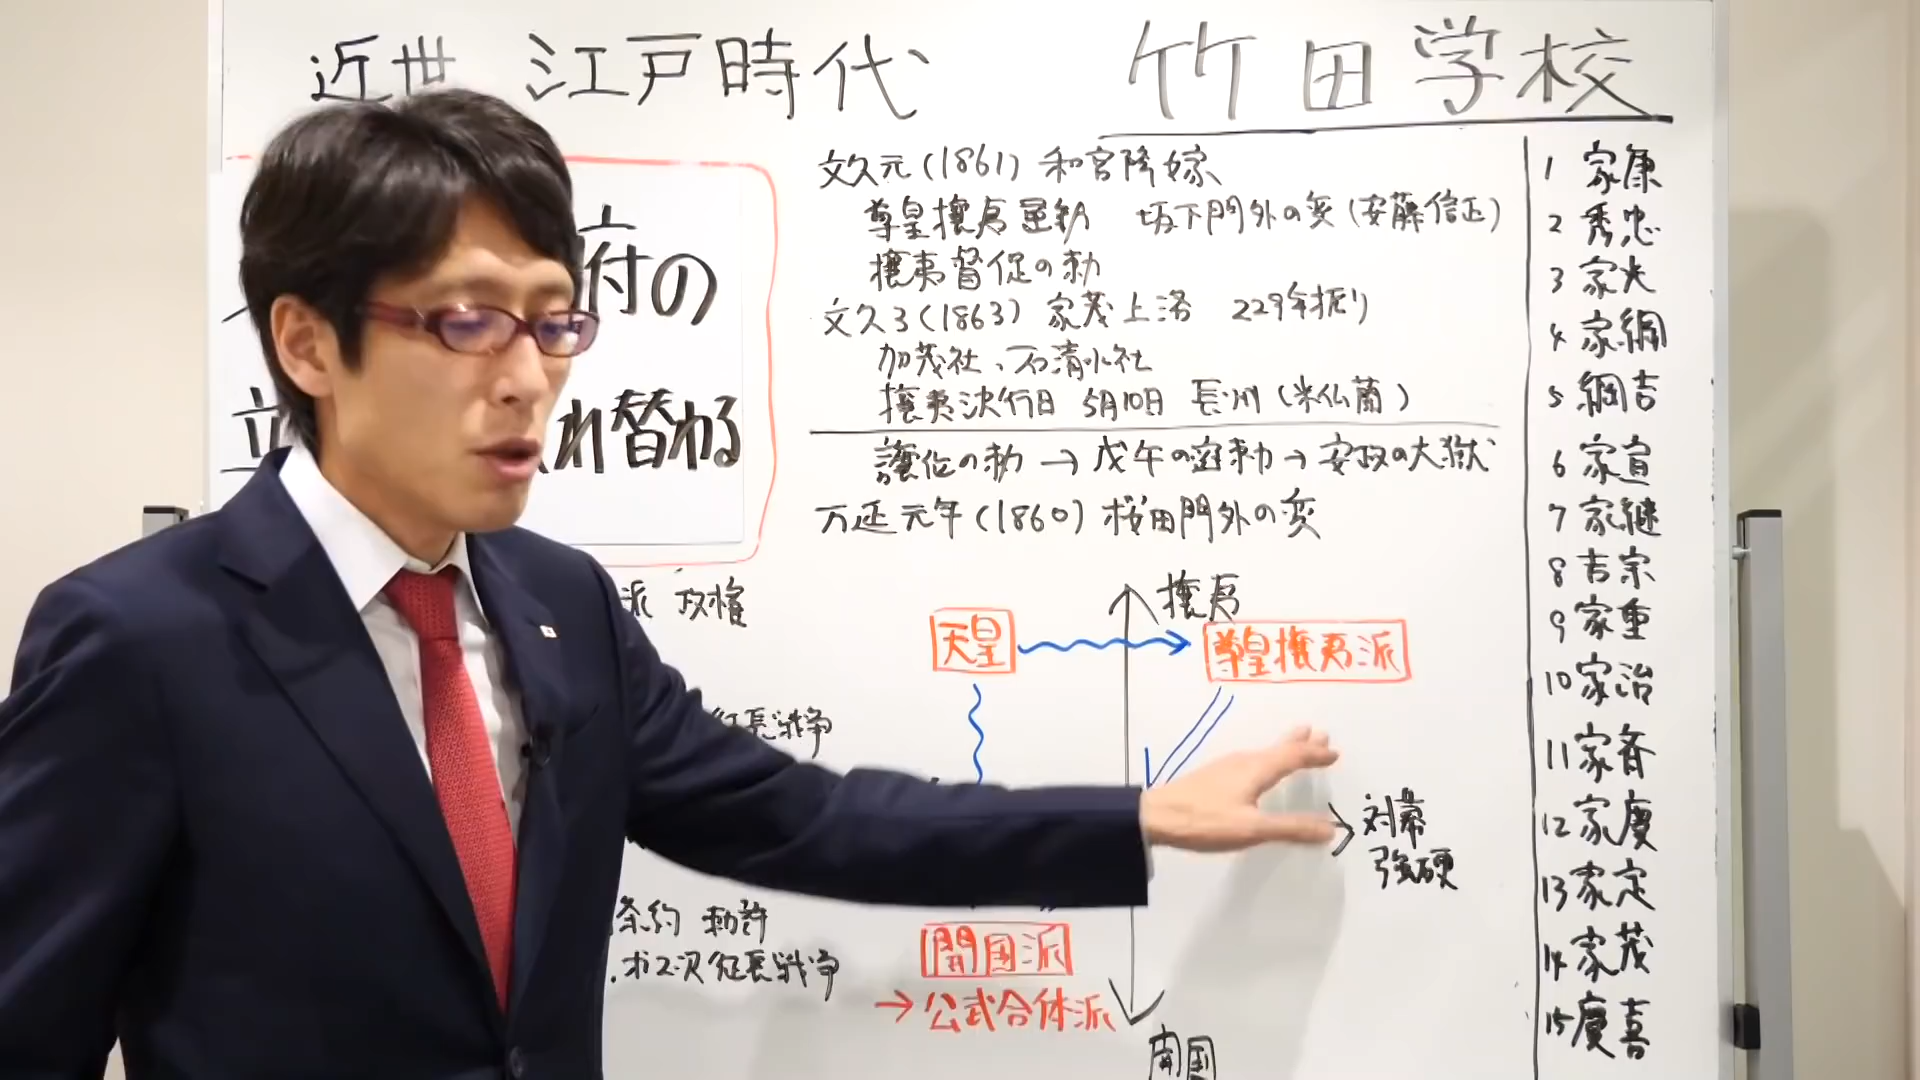 近世 江戸時代
竹田学校
府の
立 れ替わる
文久元(1861) 和宮降嫁
尊皇攘夷運動 坂下門外の変(安藤信正)
攘夷督促の勅
文久3(1863) 家茂上洛 229年振り
加茂社、石清水社
攘夷決行日 5月10日 長州(米仏蘭)
譲位の勅→戊午の密勅→安政の大獄
万延元年(1860) 桜田門外の変
派 政権
征長戦争
条約 勅許
第2次征長戦争
攘夷
天皇
尊皇攘夷派
対幕
強硬
開国派
→公武合体派
開国
1 家康
2 秀忠
3 家光
4 家綱
5 綱吉
6 家宣
7 家継
8 吉宗
9 家重
10 家治
11 家斉
12 家慶
13 家定
14 家茂
15 慶喜